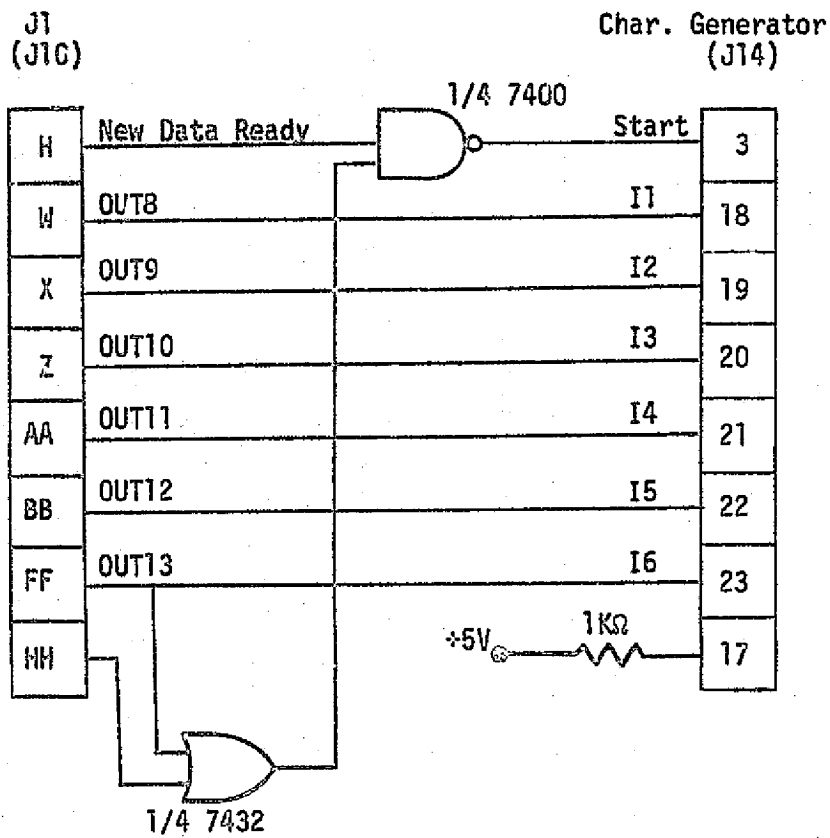 J1
(J1C)
Char. Generator
(J14)
1/4 7400
H
New Data Ready
Start
3
W
OUT8
I1
18
X
OUT9
I2
19
Z
OUT10
I3
20
AA
OUT11
I4
21
BB
OUT12
I5
22
FF
OUT13
I6
23
HH
+5V
1KΩ
17
1/4 7432